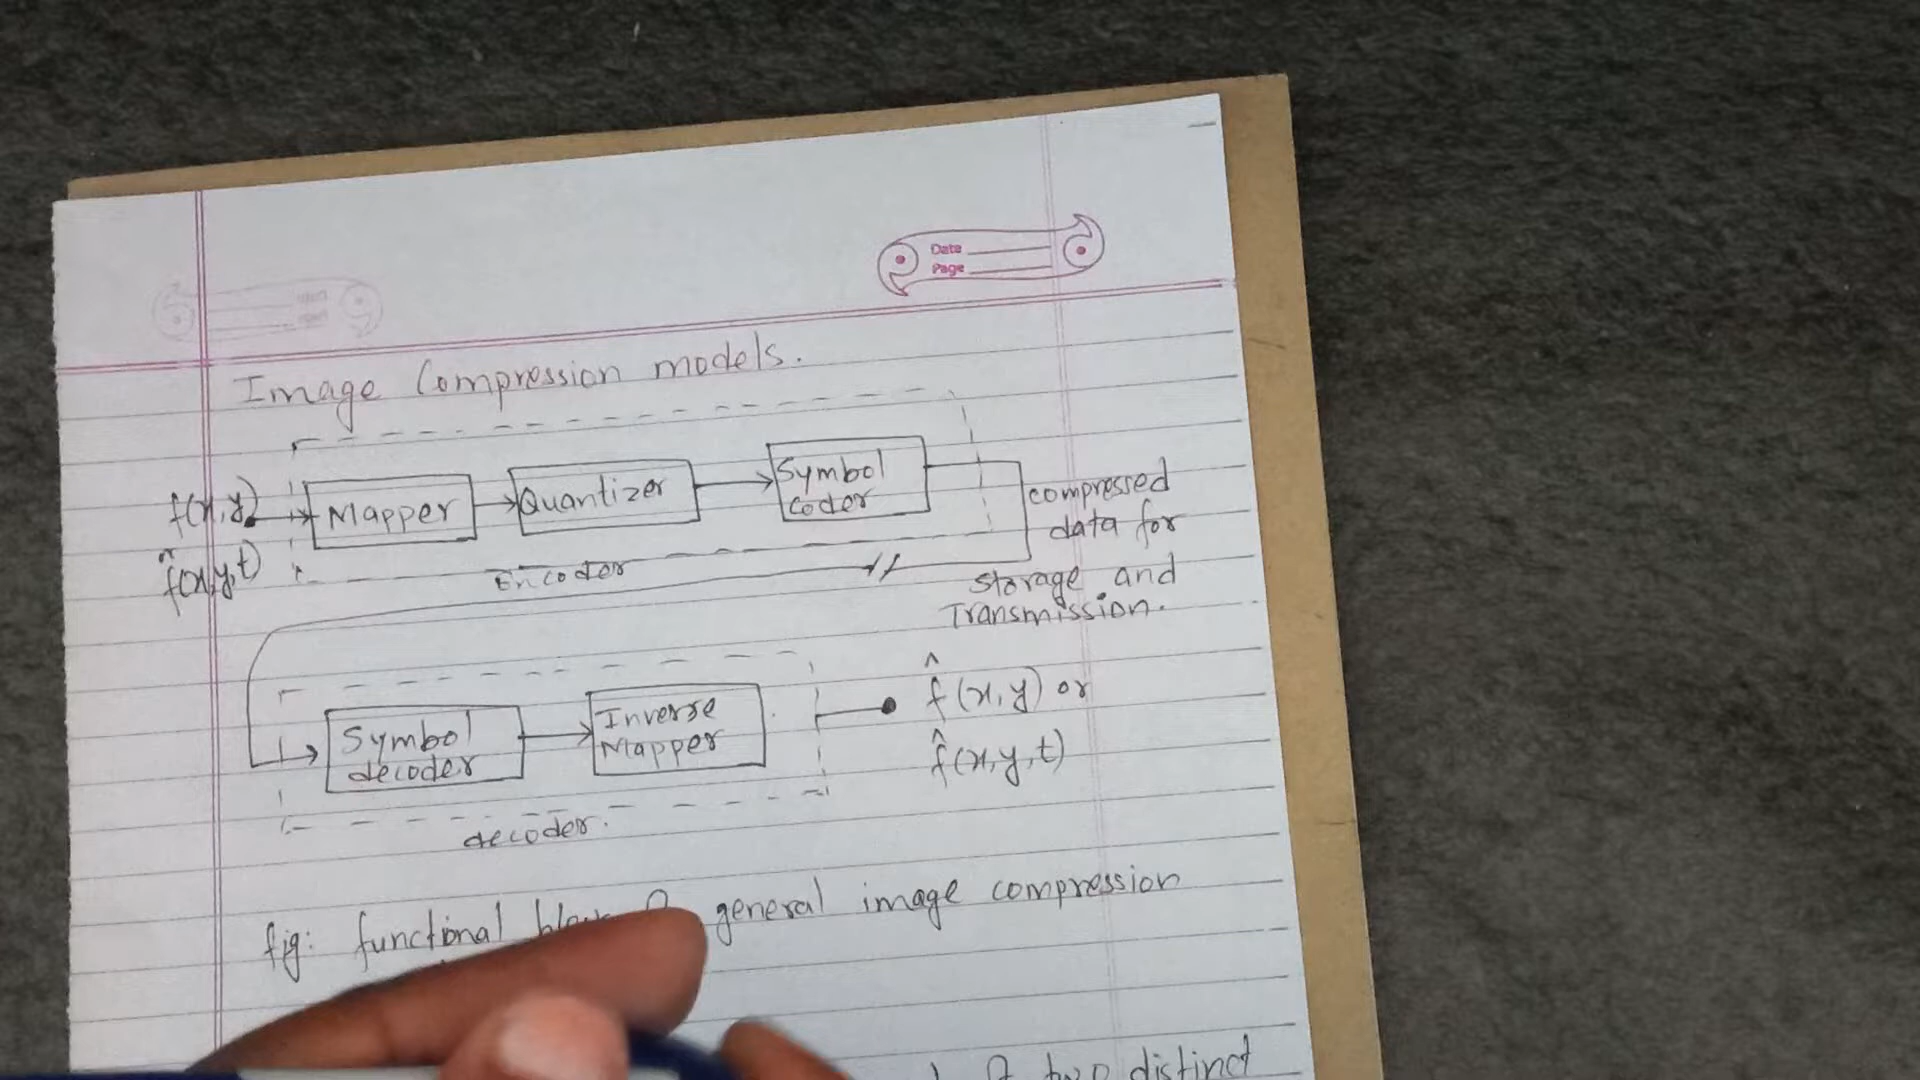 Date
Page
Image Compression models.
f(x,y)
f̂(x,y,t)
Mapper
Quantizer
Symbol
coder
compressed
data for
storage and
Transmission.
Encoder
Symbol
decoder
Inverse
Mapper
f̂(x,y) or
f̂(x,y,t)
decoder.
fig: functional general image compression
two distinct